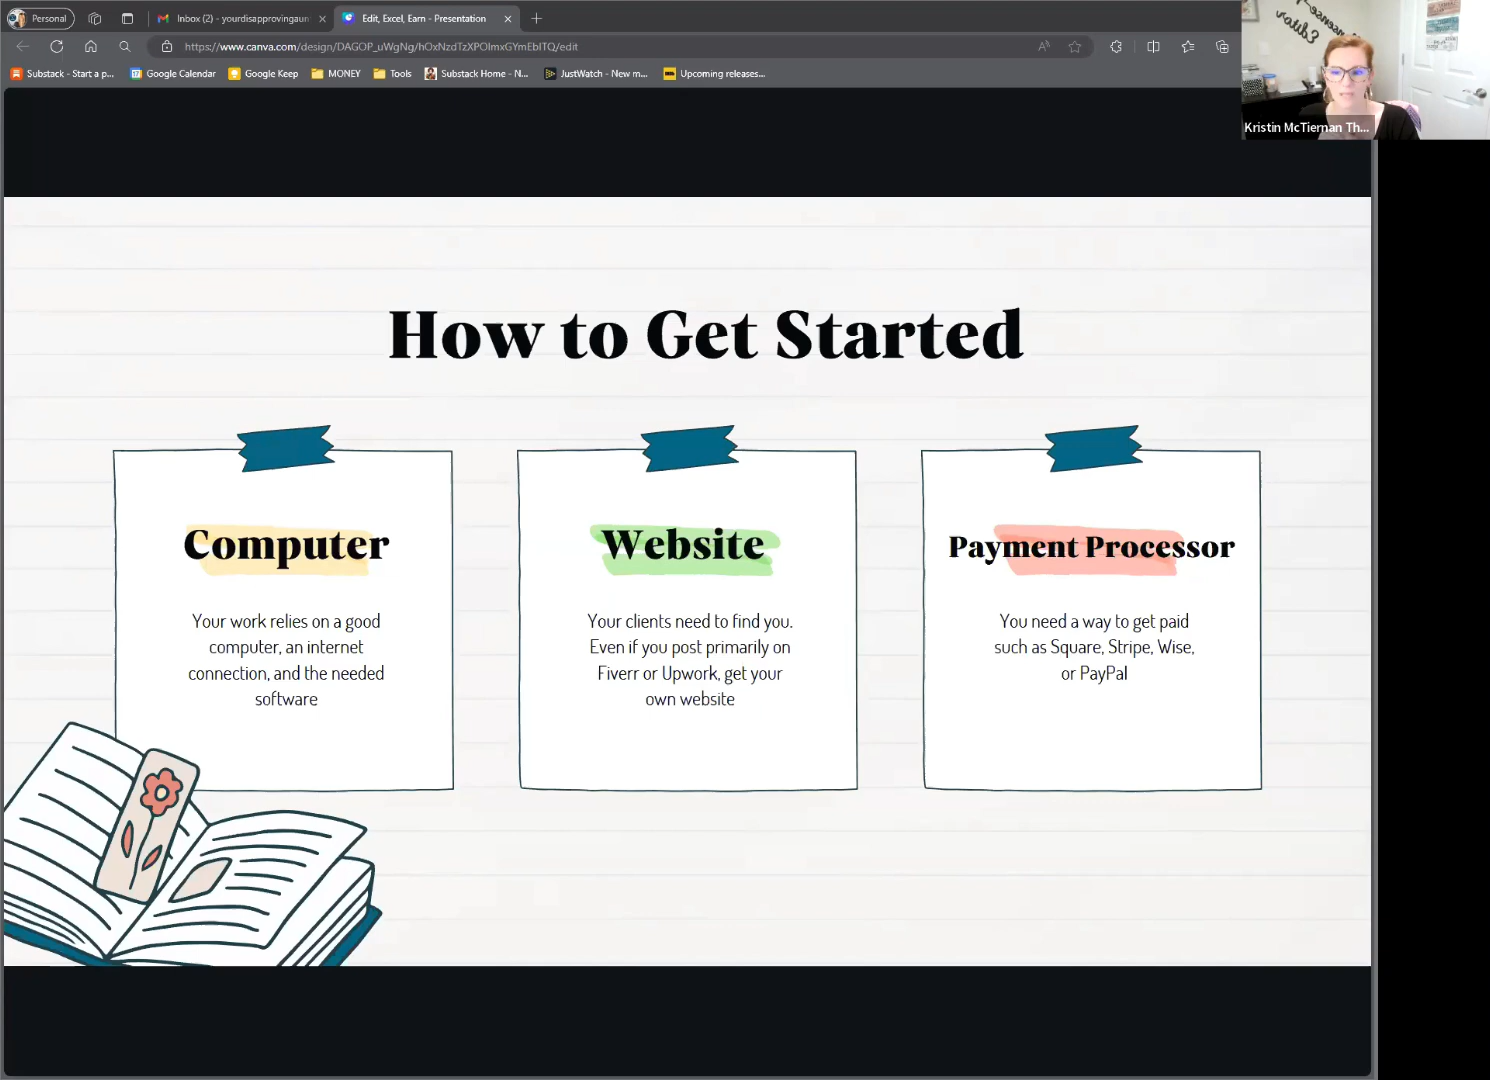 Personal
Inbox (2) - yourdisapprovingaun
Edit, Excel, Earn - Presentation
https://www.canva.com/design/DAGOP_uWgNg/hOxNzdTzXPOlmxGYmEbITQ/edit
Substack - Start a p...
Google Calendar
Google Keep
MONEY
Tools
Substack Home - N...
JustWatch - New m...
Upcoming releases...
Kristin McTiernan Th...
How to Get Started
Computer
Your work relies on a good
computer, an internet
connection, and the needed
software
Website
Your clients need to find you.
Even if you post primarily on
Fiverr or Upwork, get your
own website
Payment Processor
You need a way to get paid
such as Square, Stripe, Wise,
or PayPal